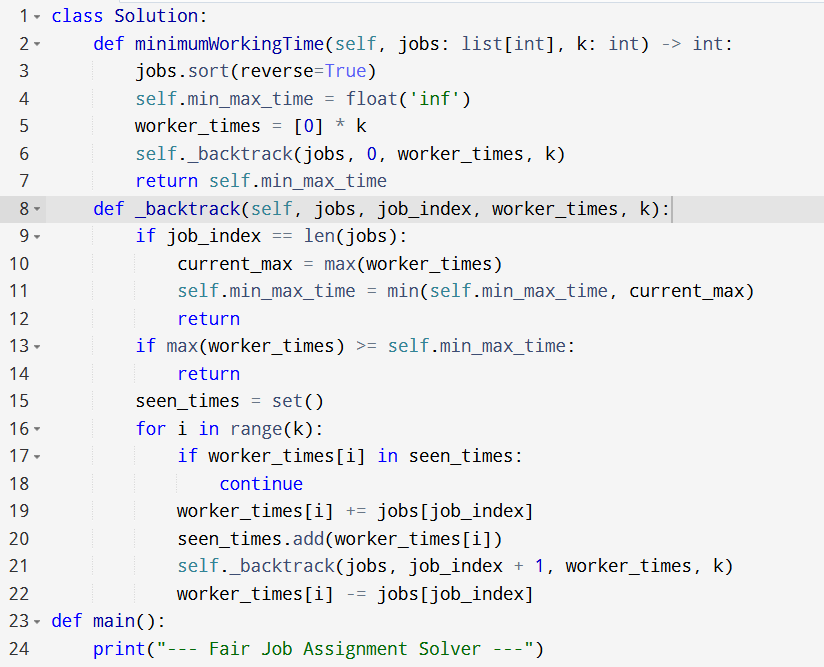 1 class Solution:
2     def minimumWorkingTime(self, jobs: list[int], k: int) -> int:
3         jobs.sort(reverse=True)
4         self.min_max_time = float('inf')
5         worker_times = [0] * k
6         self._backtrack(jobs, 0, worker_times, k)
7         return self.min_max_time
8     def _backtrack(self, jobs, job_index, worker_times, k):
9         if job_index == len(jobs):
10             current_max = max(worker_times)
11             self.min_max_time = min(self.min_max_time, current_max)
12             return
13         if max(worker_times) >= self.min_max_time:
14             return
15         seen_times = set()
16         for i in range(k):
17             if worker_times[i] in seen_times:
18                 continue
19             worker_times[i] += jobs[job_index]
20             seen_times.add(worker_times[i])
21             self._backtrack(jobs, job_index + 1, worker_times, k)
22             worker_times[i] -= jobs[job_index]
23 def main():
24     print("--- Fair Job Assignment Solver ---")